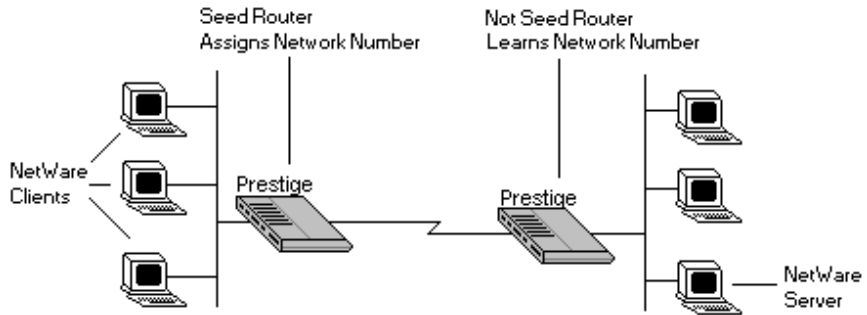 Seed Router
Assigns Network Number
Not Seed Router
Learns Network Number
NetWare
Clients
Prestige
Prestige
NetWare
Server